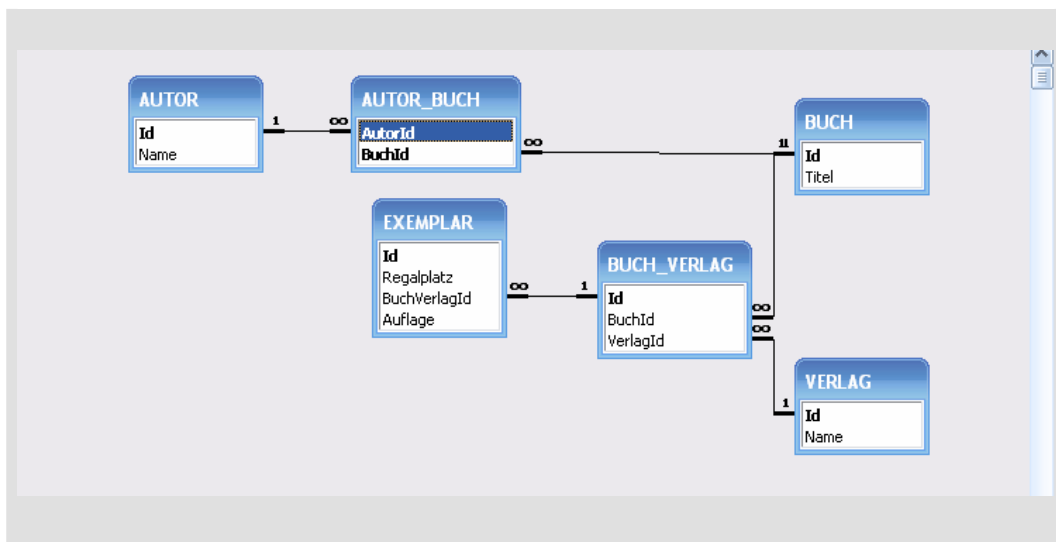 AUTOR
Id
Name
1
∞
AUTOR_BUCH
AutorId
BuchId
∞
11
BUCH
Id
Titel
EXEMPLAR
Id
Regalplatz
BuchVerlagId
Auflage
∞
1
BUCH_VERLAG
Id
BuchId
VerlagId
∞
∞
1
VERLAG
Id
Name